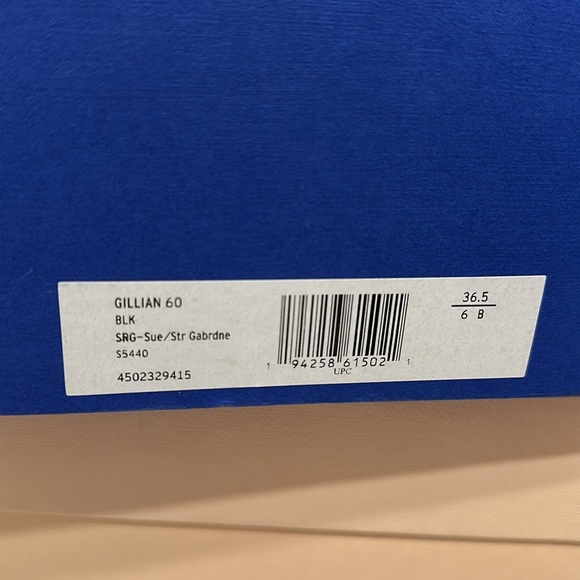 GILLIAN 60
BLK
SRG-Sue/Str Gabrdne
S5440
4502329415
1 94258 61502 1
UPC
36.5
6 B